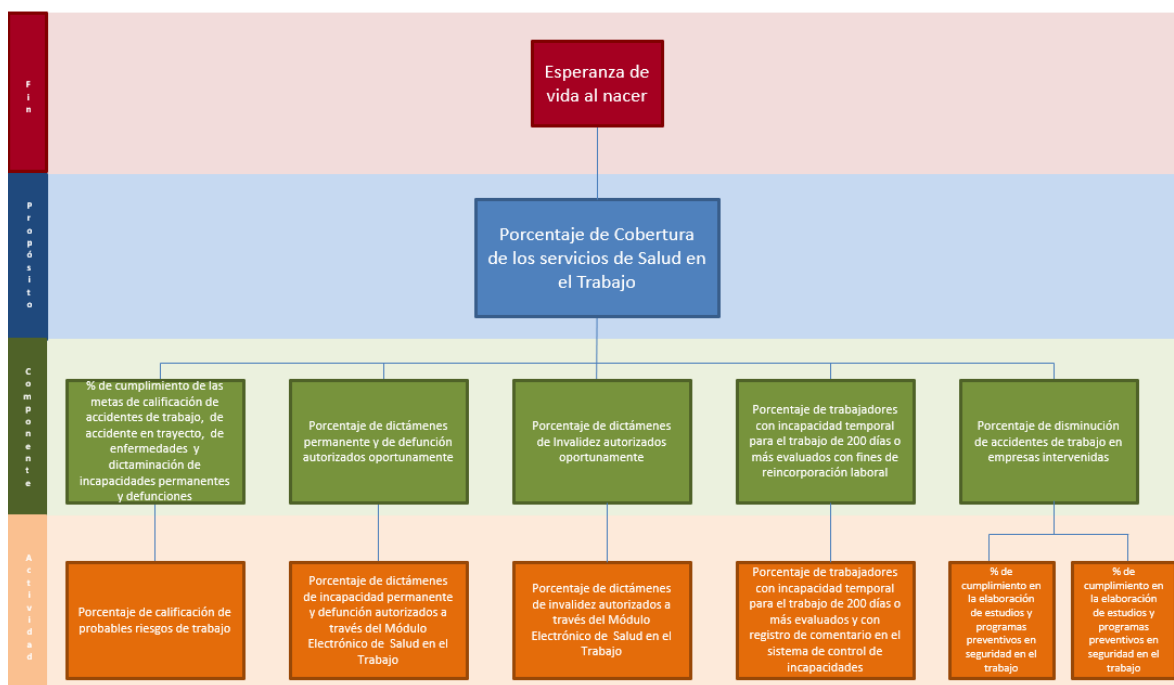 Fin
Esperanza de
vida al nacer
Propósito
Porcentaje de Cobertura
de los servicios de Salud en
el Trabajo
Componente
% de cumplimiento de las
metas de calificación de
accidentes de trabajo, de
accidente en trayecto, de
enfermedades y
dictaminación de
incapacidades permanentes
y defunciones
Porcentaje de dictámenes
permanente y de defunción
autorizados oportunamente
Porcentaje de dictámenes
de Invalidez autorizados
oportunamente
Porcentaje de trabajadores
con incapacidad temporal
para el trabajo de 200 días o
más evaluados con fines de
reincorporación laboral
Porcentaje de disminución
de accidentes de trabajo en
empresas intervenidas
Actividad
Porcentaje de calificación de
probables riesgos de trabajo
Porcentaje de dictámenes
de incapacidad permanente
y defunción autorizados a
través del Módulo
Electrónico de Salud en el
Trabajo
Porcentaje de dictámenes
de invalidez autorizados a
través del Módulo
Electrónico de Salud en el
Trabajo
Porcentaje de trabajadores
con incapacidad temporal
para el trabajo de 200 días o
más evaluados y con
registro de comentario en el
sistema de control de
incapacidades
% de
cumplimiento en
la elaboración
de estudios y
programas
preventivos en
seguridad en el
trabajo
% de
cumplimiento en
la elaboración
de estudios y
programas
preventivos en
seguridad en el
trabajo